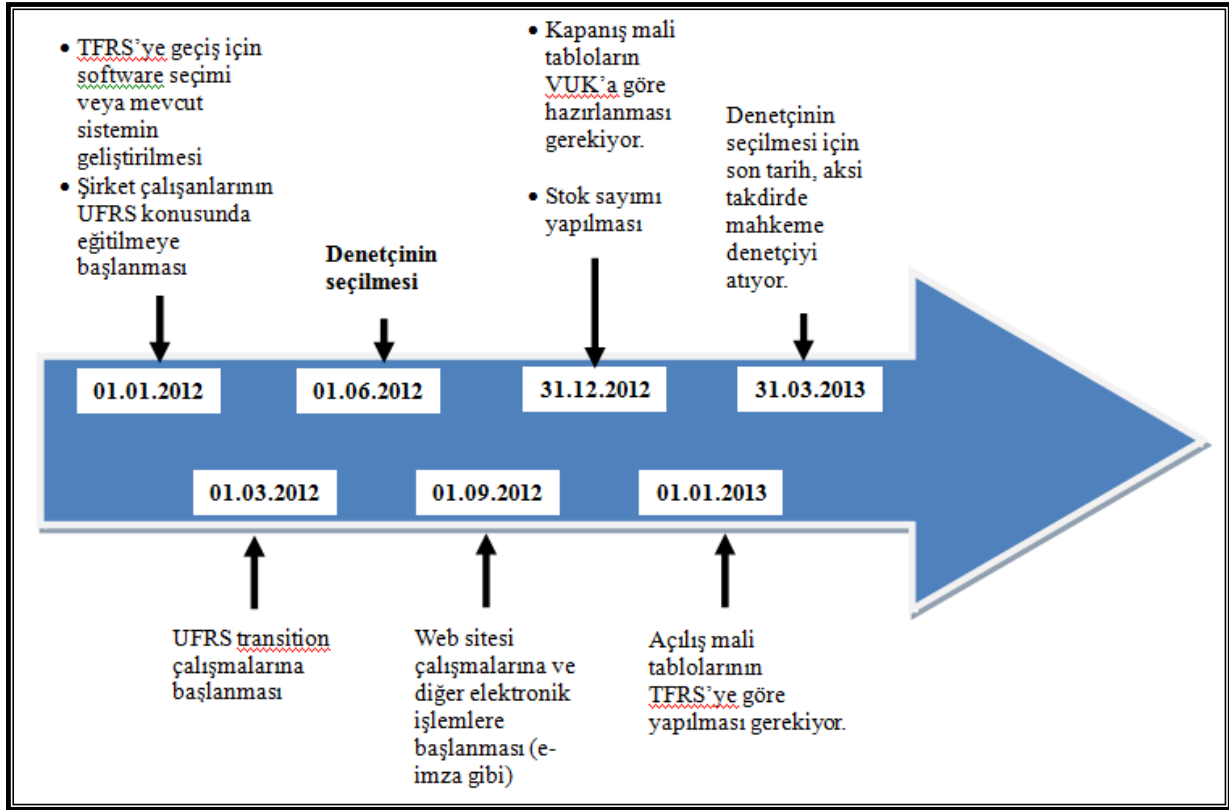 • TFRS’ye geçiş için
software seçimi
veya mevcut
sistemin
geliştirilmesi
• Şirket çalışanlarının
UFRS konusunda
eğitilmeye
başlanması
Denetçinin
seçilmesi
• Kapanış mali
tabloların
VUK’a göre
hazırlanması
gerekiyor.
• Stok sayımı
yapılması
Denetçinin
seçilmesi için
son tarih, aksi
takdirde
mahkeme
denetçiyi
atıyor.
01.01.2012
01.06.2012
31.12.2012
31.03.2013
01.03.2012
01.09.2012
01.01.2013
UFRS transition
çalışmalarına
başlanması
Web sitesi
çalışmalarına ve
diğer elektronik
işlemlere
başlanması (e-
imza gibi)
Açılış mali
tablolarının
TFRS’ye göre
yapılması gerekiyor.